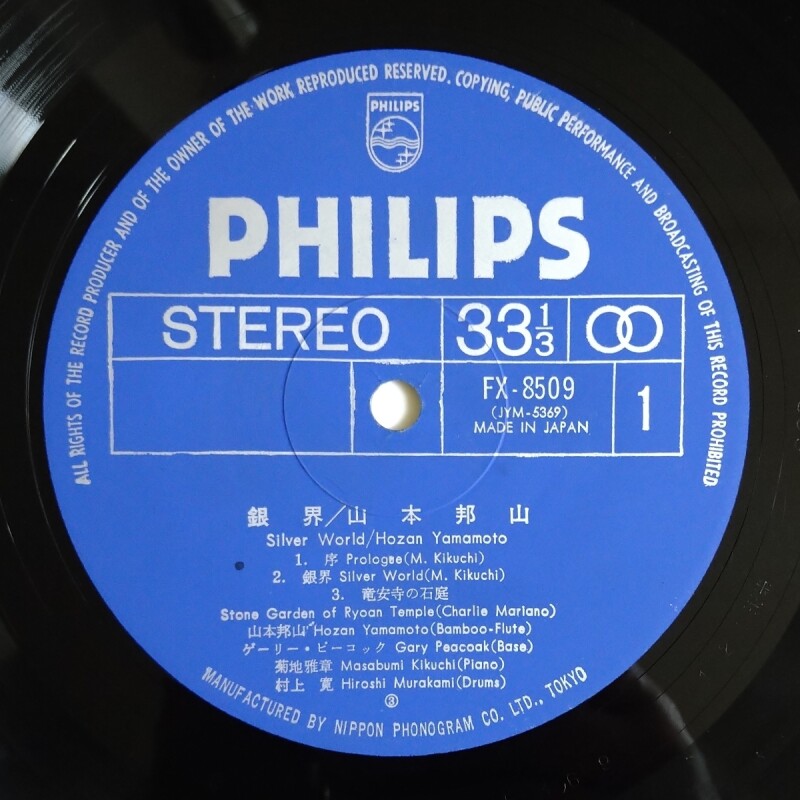 ALL RIGHTS OF THE RECORD PRODUCER AND OF THE OWNER OF THE WORK REPRODUCED RESERVED. COPYING, PUBLIC PERFORMANCE AND BROADCASTING OF THIS RECORD PROHIBITED
PHILIPS
PHILIPS
STEREO
33 1/3
FX-8509
(JYM-5369)
MADE IN JAPAN
1
銀界/山本邦山
Silver World/Hozan Yamamoto
1. 序 Prologee(M. Kikuchi)
2. 銀界 Silver World(M. Kikuchi)
3. 竜安寺の石庭
Stone Garden of Ryoan Temple(Charlie Mariano)
山本邦山 Hozan Yamamoto(Bamboo-Flute)
ゲーリー・ピーコック Gary Peacoak(Base)
菊地雅章 Masabumi Kikuchi(Piano)
村上 寛 Hiroshi Murakami(Drums)
③
MANUFACTURED BY NIPPON PHONOGRAM CO. LTD., TOKYO